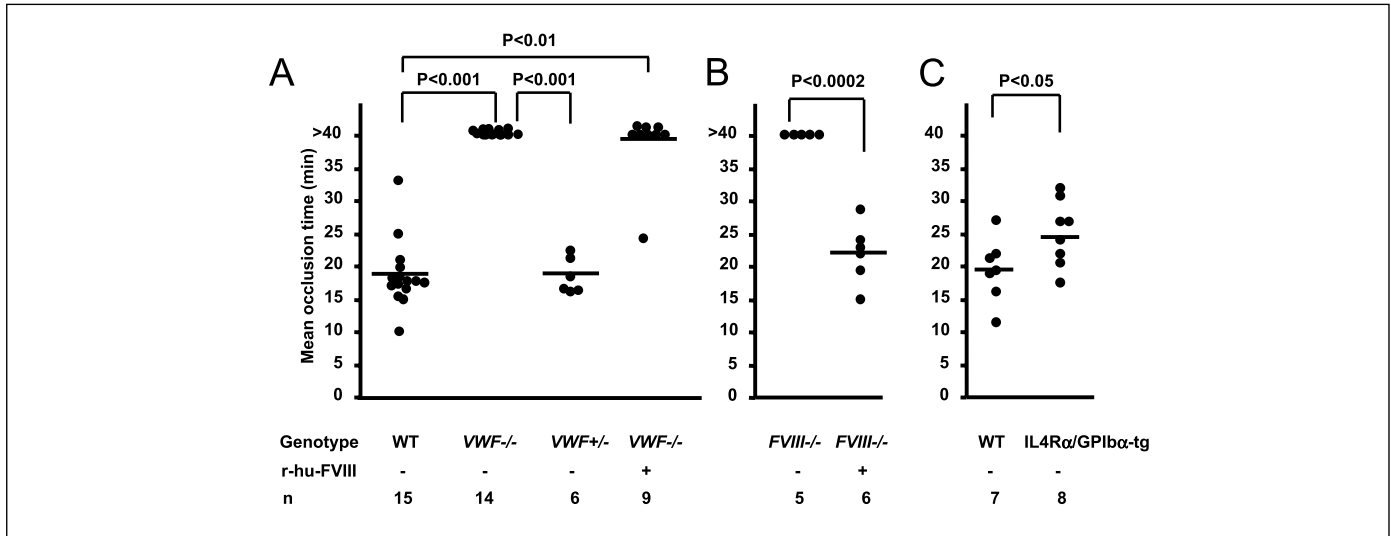 P<0.01
A B C
P<0.001 P<0.001 P<0.0002 P<0.05
Mean occlusion time (min)
>40 >40 40
35 35 35
30 30 30
25 25 25
20 20 20
15 15 15
10 10 10
5 5 5
0 0 0
Genotype WT VWF-/- VWF+/- VWF-/- FVIII-/- FVIII-/- WT IL4Rα/GPIbα-tg
r-hu-FVIII - - - + - + - -
n 15 14 6 9 5 6 7 8